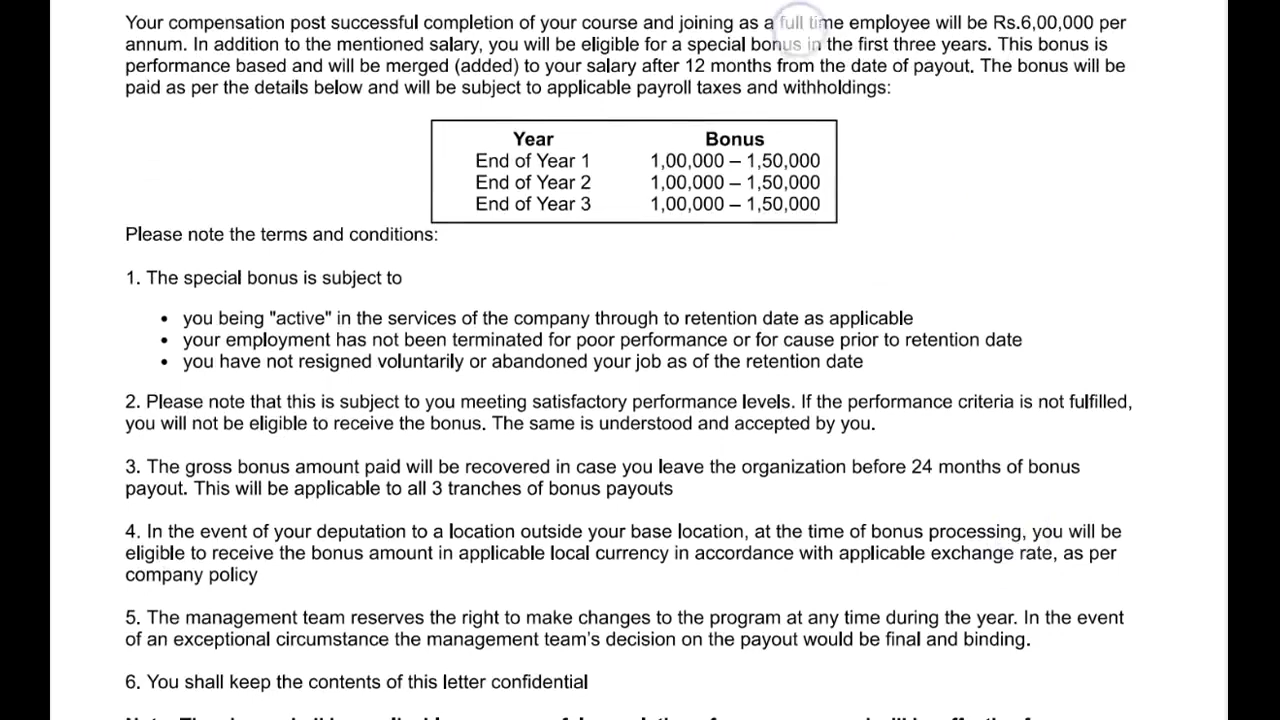 Your compensation post successful completion of your course and joining as a full time employee will be Rs.6,00,000 per
annum. In addition to the mentioned salary, you will be eligible for a special bonus in the first three years. This bonus is
performance based and will be merged (added) to your salary after 12 months from the date of payout. The bonus will be
paid as per the details below and will be subject to applicable payroll taxes and withholdings:
Year Bonus
End of Year 1 1,00,000 – 1,50,000
End of Year 2 1,00,000 – 1,50,000
End of Year 3 1,00,000 – 1,50,000
Please note the terms and conditions:
1. The special bonus is subject to
• you being "active" in the services of the company through to retention date as applicable
• your employment has not been terminated for poor performance or for cause prior to retention date
• you have not resigned voluntarily or abandoned your job as of the retention date
2. Please note that this is subject to you meeting satisfactory performance levels. If the performance criteria is not fulfilled,
you will not be eligible to receive the bonus. The same is understood and accepted by you.
3. The gross bonus amount paid will be recovered in case you leave the organization before 24 months of bonus
payout. This will be applicable to all 3 tranches of bonus payouts
4. In the event of your deputation to a location outside your base location, at the time of bonus processing, you will be
eligible to receive the bonus amount in applicable local currency in accordance with applicable exchange rate, as per
company policy
5. The management team reserves the right to make changes to the program at any time during the year. In the event
of an exceptional circumstance the management team's decision on the payout would be final and binding.
6. You shall keep the contents of this letter confidential